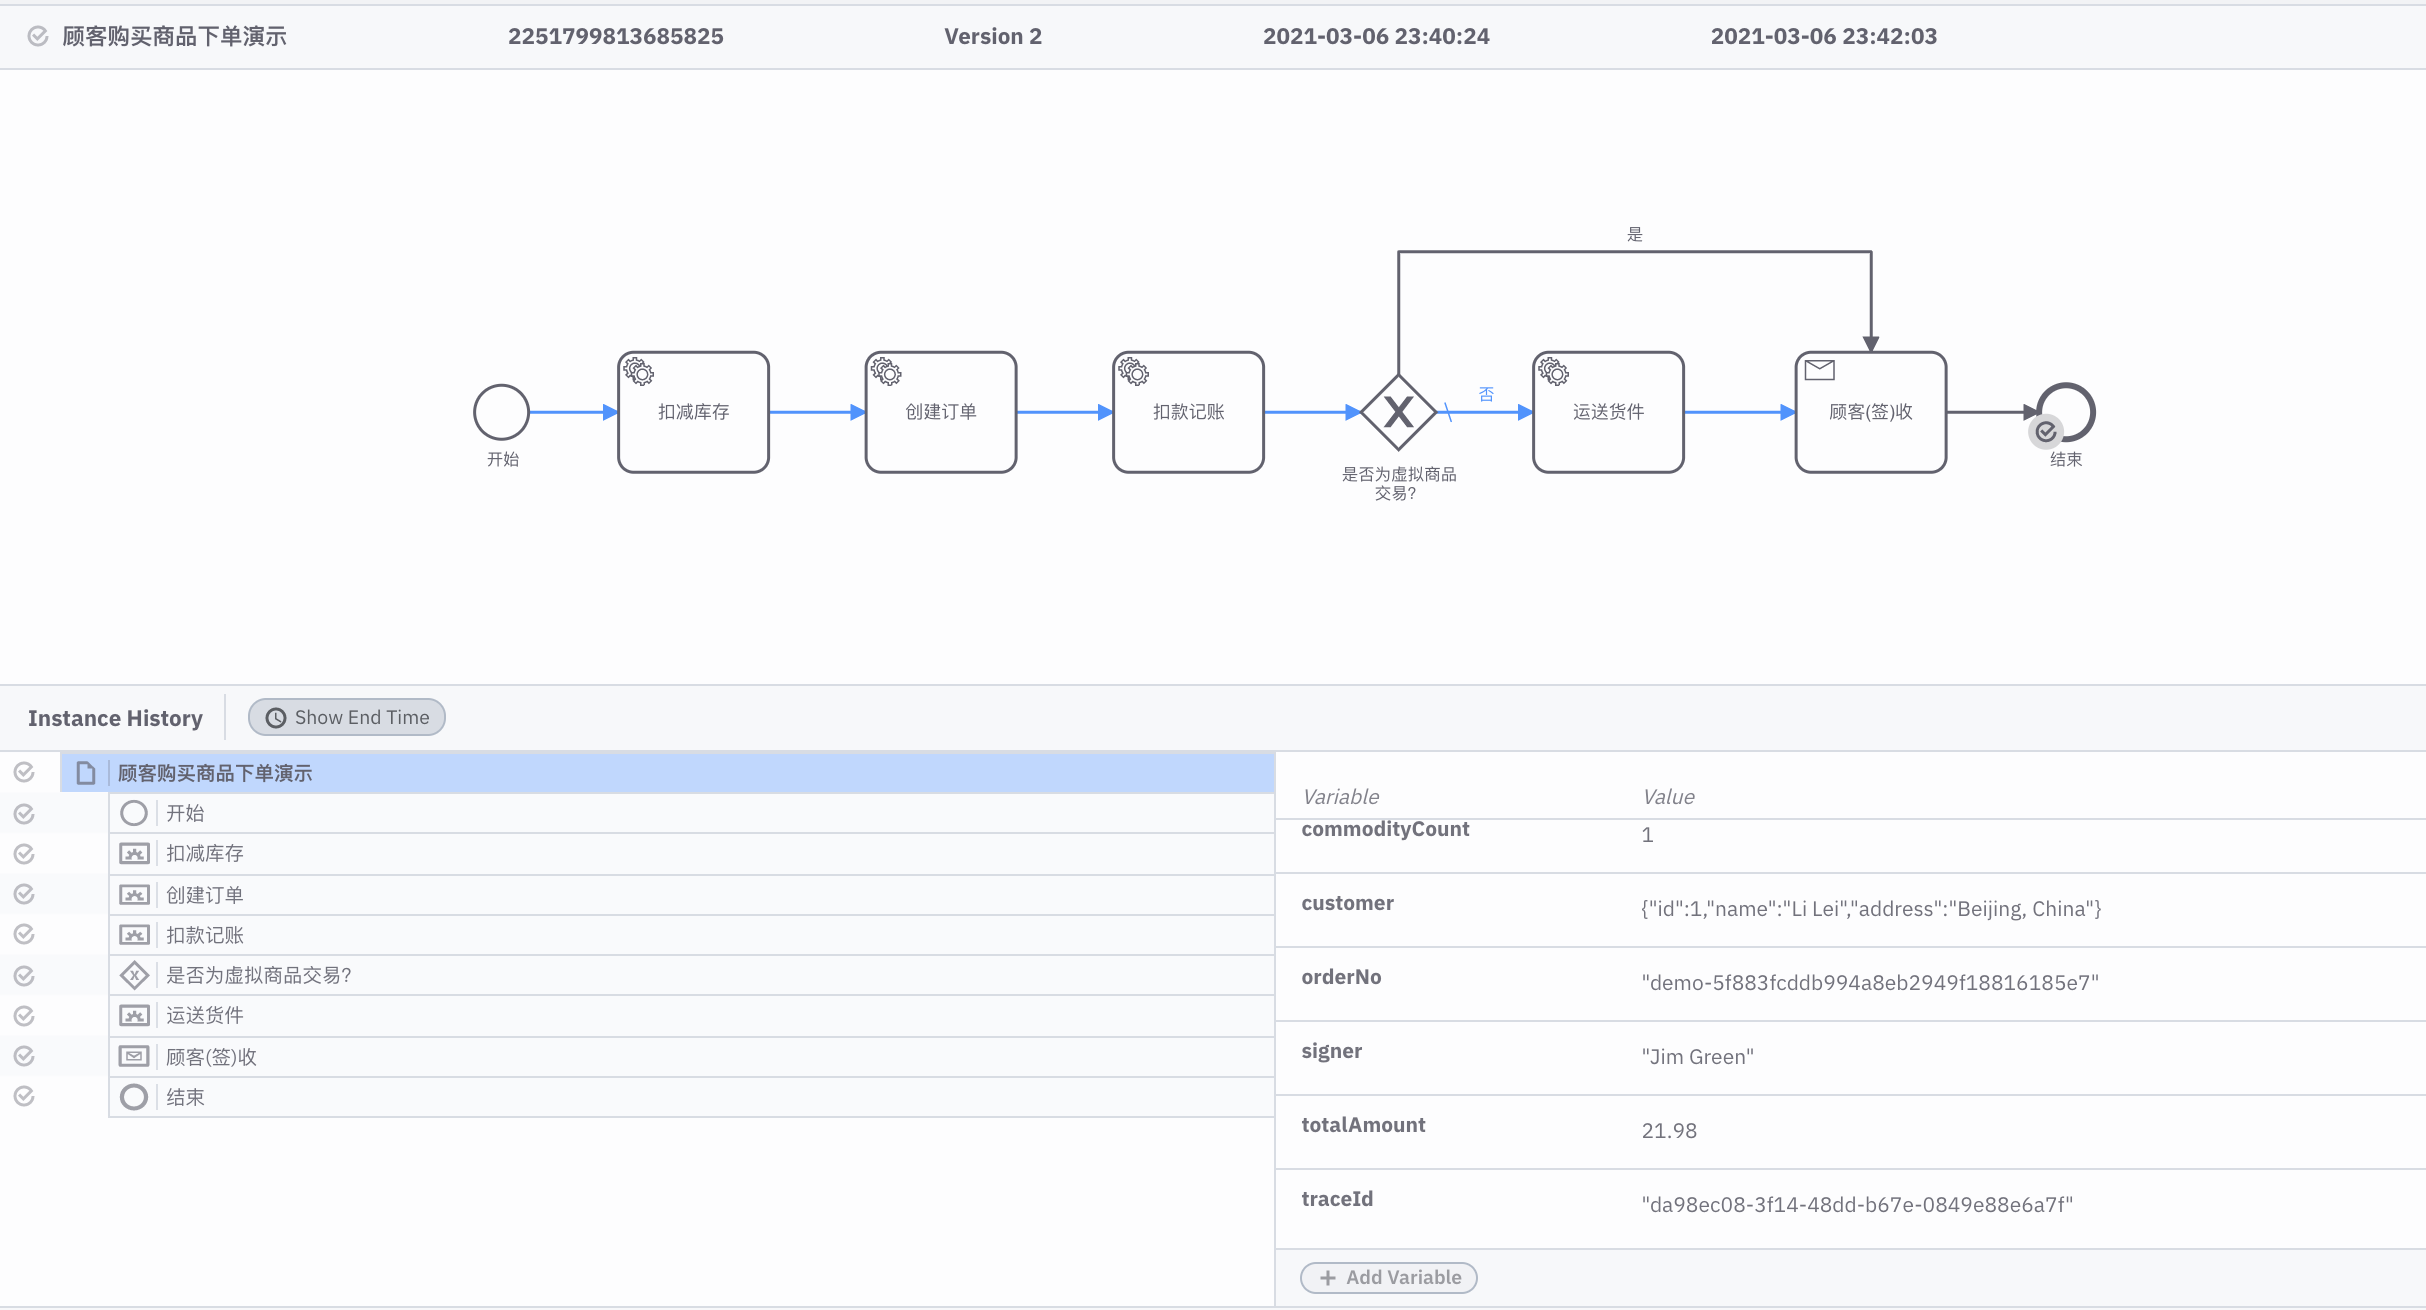 顾客购买商品下单演示 2251799813685825 Version 2 2021-03-06 23:40:24 2021-03-06 23:42:03
是
否
扣减库存
创建订单
扣款记账
运送货件
顾客(签)收
开始
是否为虚拟商品
交易?
结束
Instance History
Show End Time
顾客购买商品下单演示
开始
扣减库存
创建订单
扣款记账
是否为虚拟商品交易?
运送货件
顾客(签)收
结束
Variable Value
commodityCount 1
customer {"id":1,"name":"Li Lei","address":"Beijing, China"}
orderNo "demo-5f883fcddb994a8eb2949f18816185e7"
signer "Jim Green"
totalAmount 21.98
traceId "da98ec08-3f14-48dd-b67e-0849e88e6a7f"
Add Variable